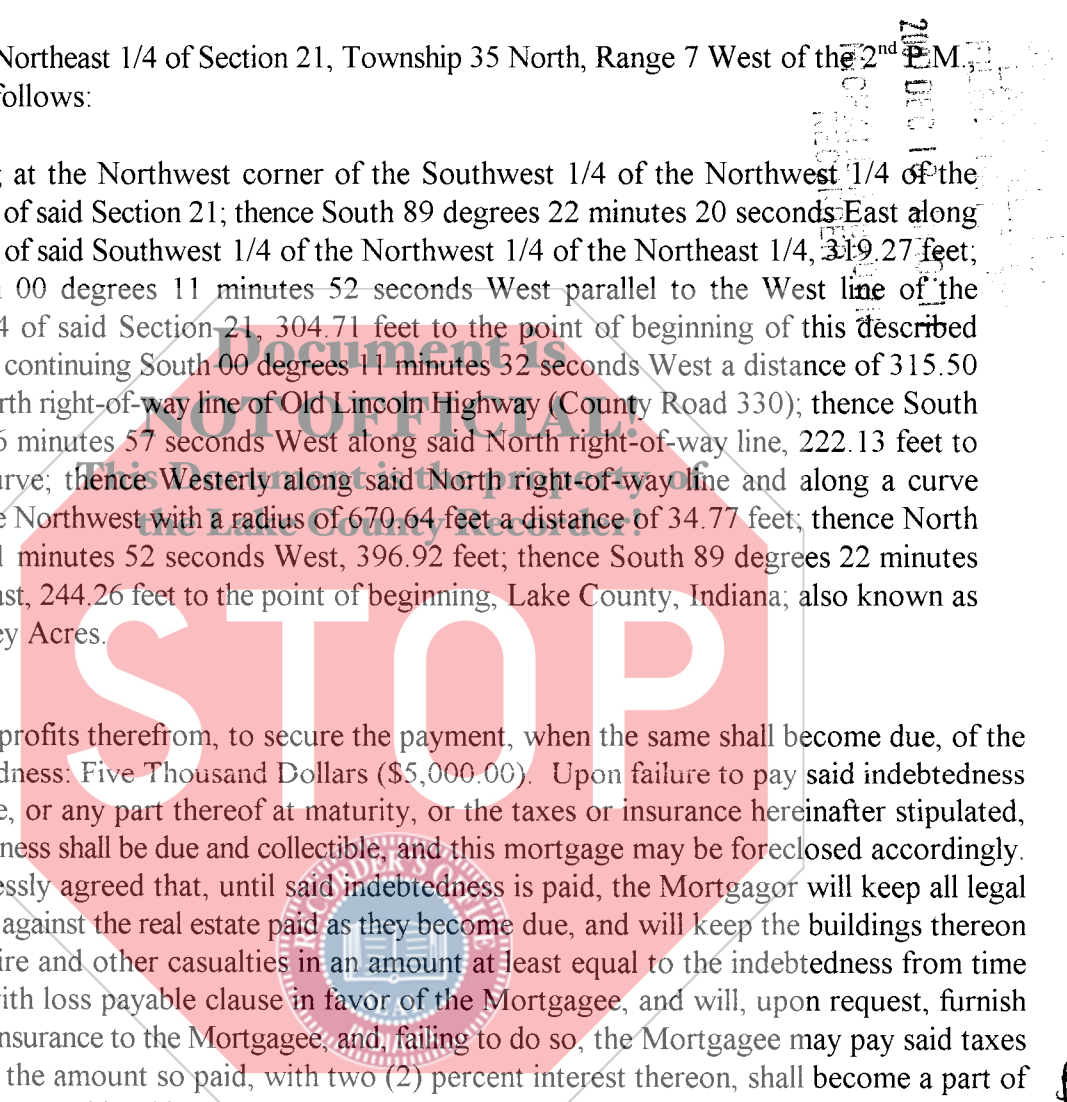 Northeast 1/4 of Section 21, Township 35 North, Range 7 West of the 2nd P.M.,
follows:
at the Northwest corner of the Southwest 1/4 of the Northwest 1/4 of the
of said Section 21; thence South 89 degrees 22 minutes 20 seconds East along
of said Southwest 1/4 of the Northwest 1/4 of the Northeast 1/4, 319.27 feet;
00 degrees 11 minutes 52 seconds West parallel to the West line of the
4 of said Section 21, 304.71 feet to the point of beginning of this described
continuing South 00 degrees 11 minutes 32 seconds West a distance of 315.50
rth right-of-way line of Old Lincoln Highway (County Road 330); thence South
6 minutes 57 seconds West along said North right-of-way line, 222.13 feet to
urve; thence Westerly along said North right-of-way line and along a curve
e Northwest with a radius of 670.64 feet a distance of 34.77 feet; thence North
1 minutes 52 seconds West, 396.92 feet; thence South 89 degrees 22 minutes
ast, 244.26 feet to the point of beginning, Lake County, Indiana; also known as
ey Acres.
profits therefrom, to secure the payment, when the same shall become due, of the
dness: Five Thousand Dollars ($5,000.00). Upon failure to pay said indebtedness
e, or any part thereof at maturity, or the taxes or insurance hereinafter stipulated,
ness shall be due and collectible, and this mortgage may be foreclosed accordingly.
essly agreed that, until said indebtedness is paid, the Mortgagor will keep all legal
against the real estate paid as they become due, and will keep the buildings thereon
ire and other casualties in an amount at least equal to the indebtedness from time
ith loss payable clause in favor of the Mortgagee, and will, upon request, furnish
nsurance to the Mortgagee, and, failing to do so, the Mortgagee may pay said taxes
the amount so paid, with two (2) percent interest thereon, shall become a part of
Document is
NOT OFFICIAL!
This Document is the property of
the Lake County Recorder!
STOP
RECORDER'S OFFICE
DEC